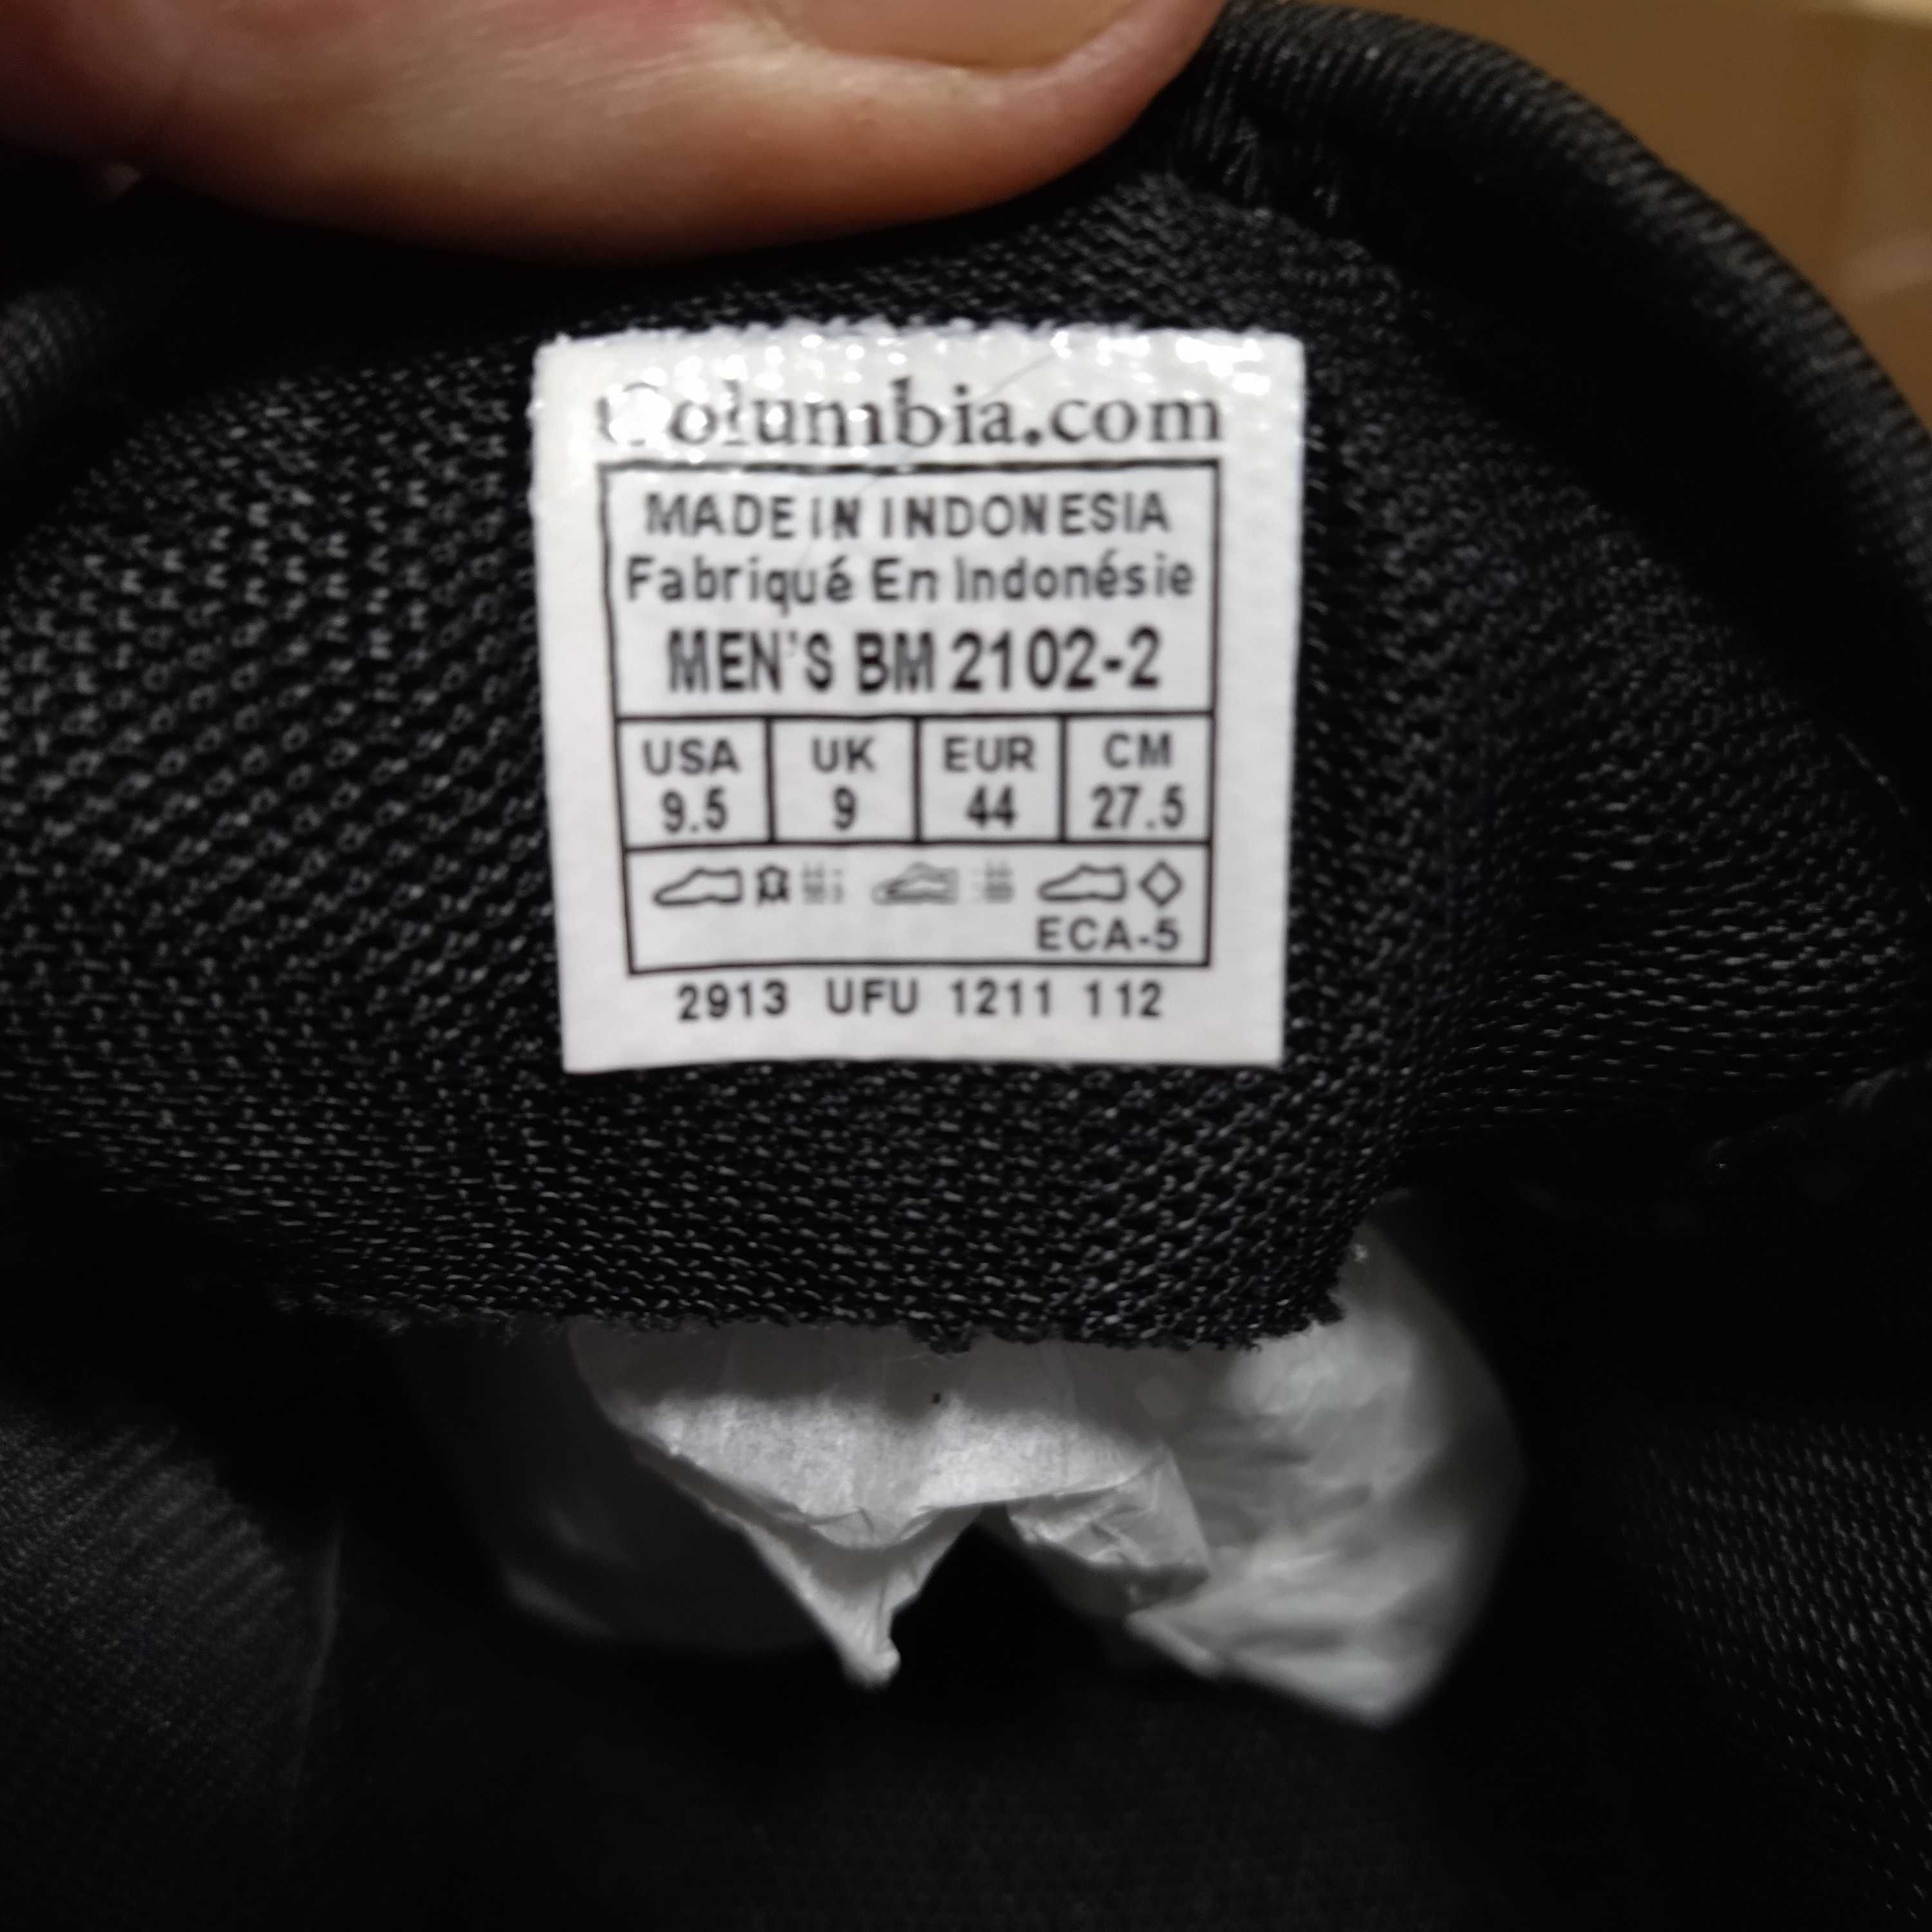 Columbia.com
MADE IN INDONESIA
Fabriqué En Indonésie
MEN'S BM 2102-2
USA UK EUR CM
9.5 9 44 27.5
ECA-5
2913 UFU 1211 112